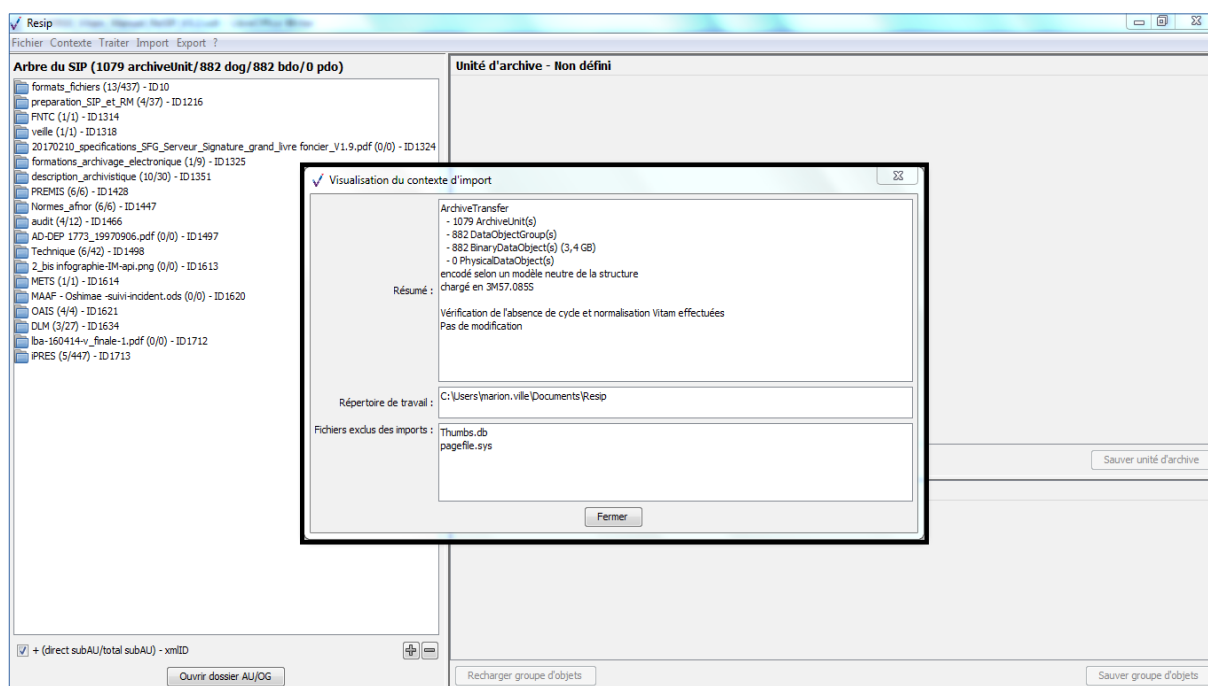 Resip
Fichier Contexte Traiter Import Export ?
Arbre du SIP (1079 archiveUnit/882 dog/882 bdo/0 pdo)
formats_fichiers (13/437) - ID10
preparation_SIP_et_RM (4/37) - ID1216
FNTC (1/1) - ID1314
veille (1/1) - ID1318
20170210_specifications_SFG_Serveur_Signature_grand_livre foncier_V1.9.pdf (0/0) - ID1324
formations_archivage_electronique (1/9) - ID1325
description_archivistique (10/30) - ID1351
PREMIS (6/6) - ID1428
Normes_afnor (6/6) - ID1447
audit (4/12) - ID1466
AD-DEP 1773_19970906.pdf (0/0) - ID1497
Technique (6/42) - ID1498
2_bis infographie-IM-api.png (0/0) - ID1613
METS (1/1) - ID1614
MAAF - Oshimae -suivi-incident.ods (0/0) - ID1620
OAIS (4/4) - ID1621
DLM (3/27) - ID1634
lba-160414-v_finale-1.pdf (0/0) - ID1712
iPRES (5/447) - ID1713
+ (direct subAU/total subAU) - xmlID
Ouvrir dossier AU/OG
Unité d'archive - Non défini
Visualisation du contexte d'import
Résumé :
ArchiveTransfer
- 1079 ArchiveUnit(s)
- 882 DataObjectGroup(s)
- 882 BinaryDataObject(s) (3,4 GB)
- 0 PhysicalDataObject(s)
encodé selon un modèle neutre de la structure
chargé en 3M57.085S
Vérification de l'absence de cycle et normalisation Vitam effectuées
Pas de modification
Répertoire de travail :
C:\Users\marion.ville\Documents\Resip
Fichiers exclus des imports :
Thumbs.db
pagefile.sys
Fermer
Sauver unité d'archive
Recharger groupe d'objets
Sauver groupe d'objets